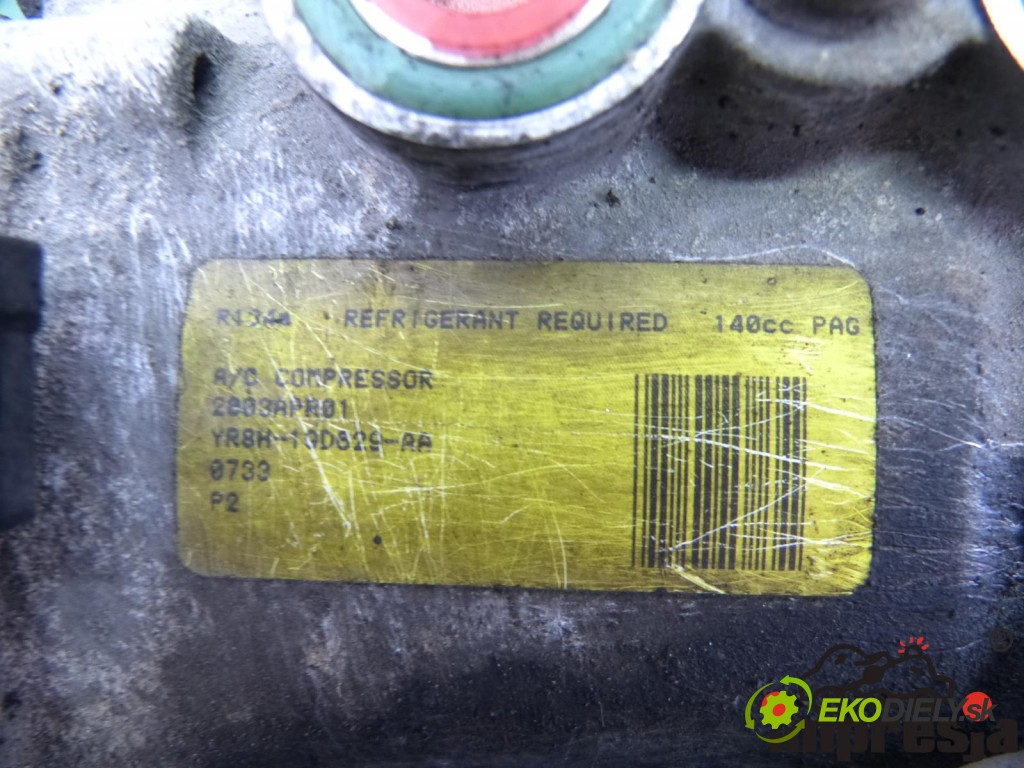 R134a REFRIGERANT REQUIRED 140cc PAG
A/C COMPRESSOR
2003APR01
YR8H-19D629-AA
0733
P2
EKODIELY.sk